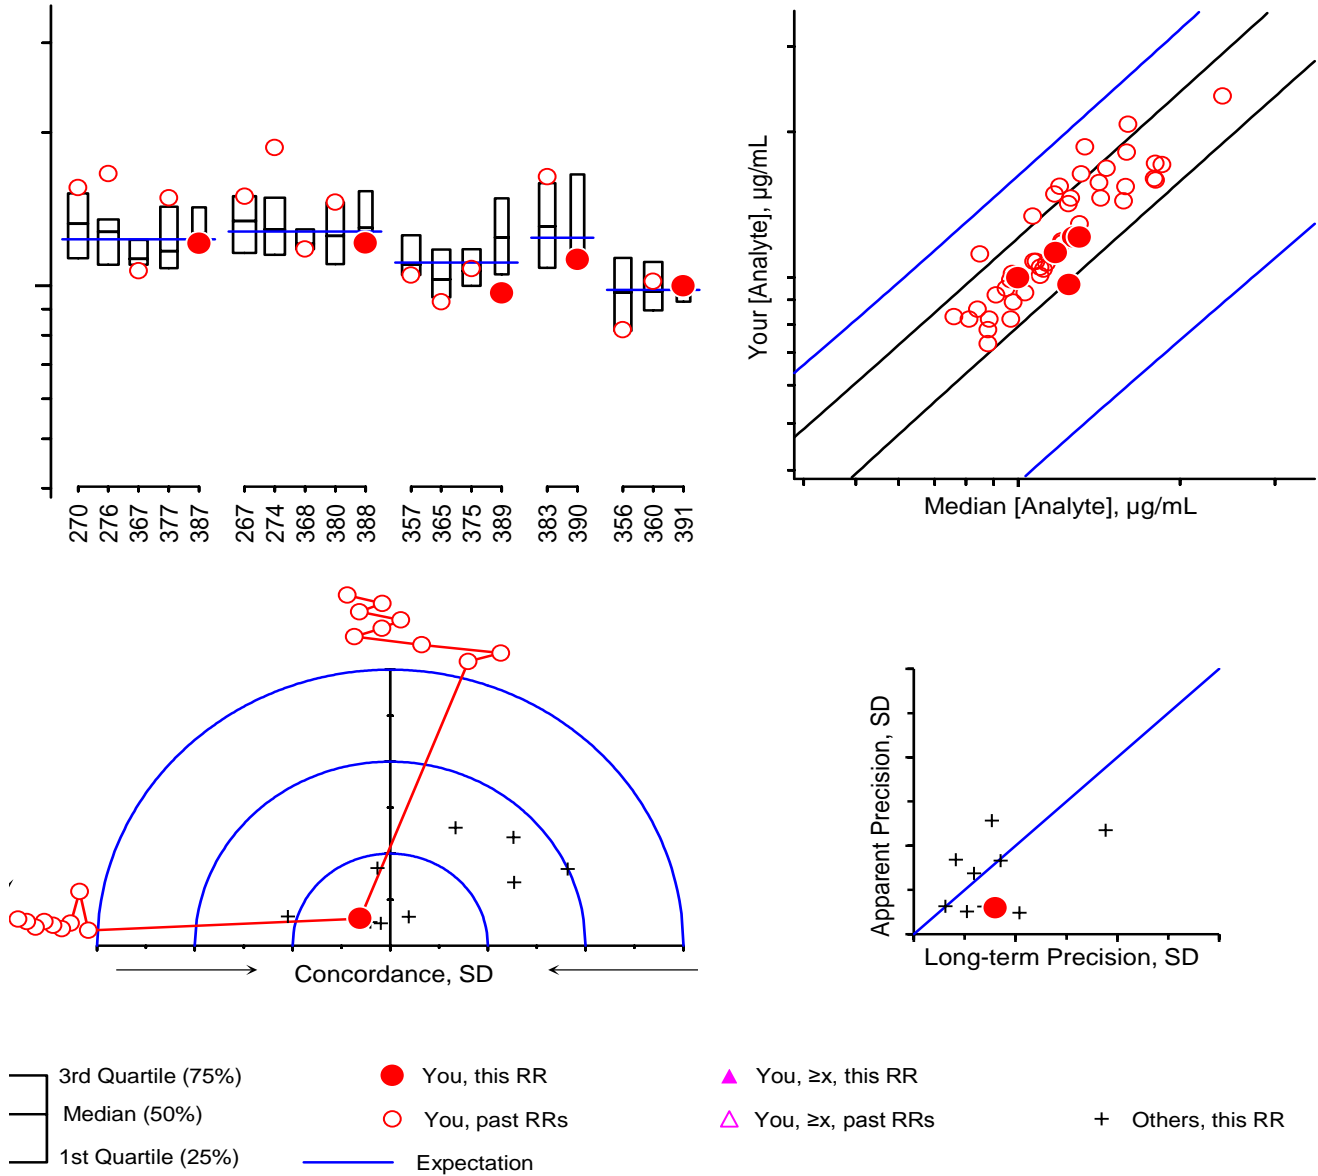 270 276 367 377 387 267 274 368 380 388 357 365 375 389 383 390 356 360 391
Your [Analyte], µg/mL
Median [Analyte], µg/mL
Concordance, SD
Apparent Precision, SD
Long-term Precision, SD
3rd Quartile (75%)
Median (50%)
1st Quartile (25%)
You, this RR
You, past RRs
Expectation
You, ≥x, this RR
You, ≥x, past RRs
Others, this RR